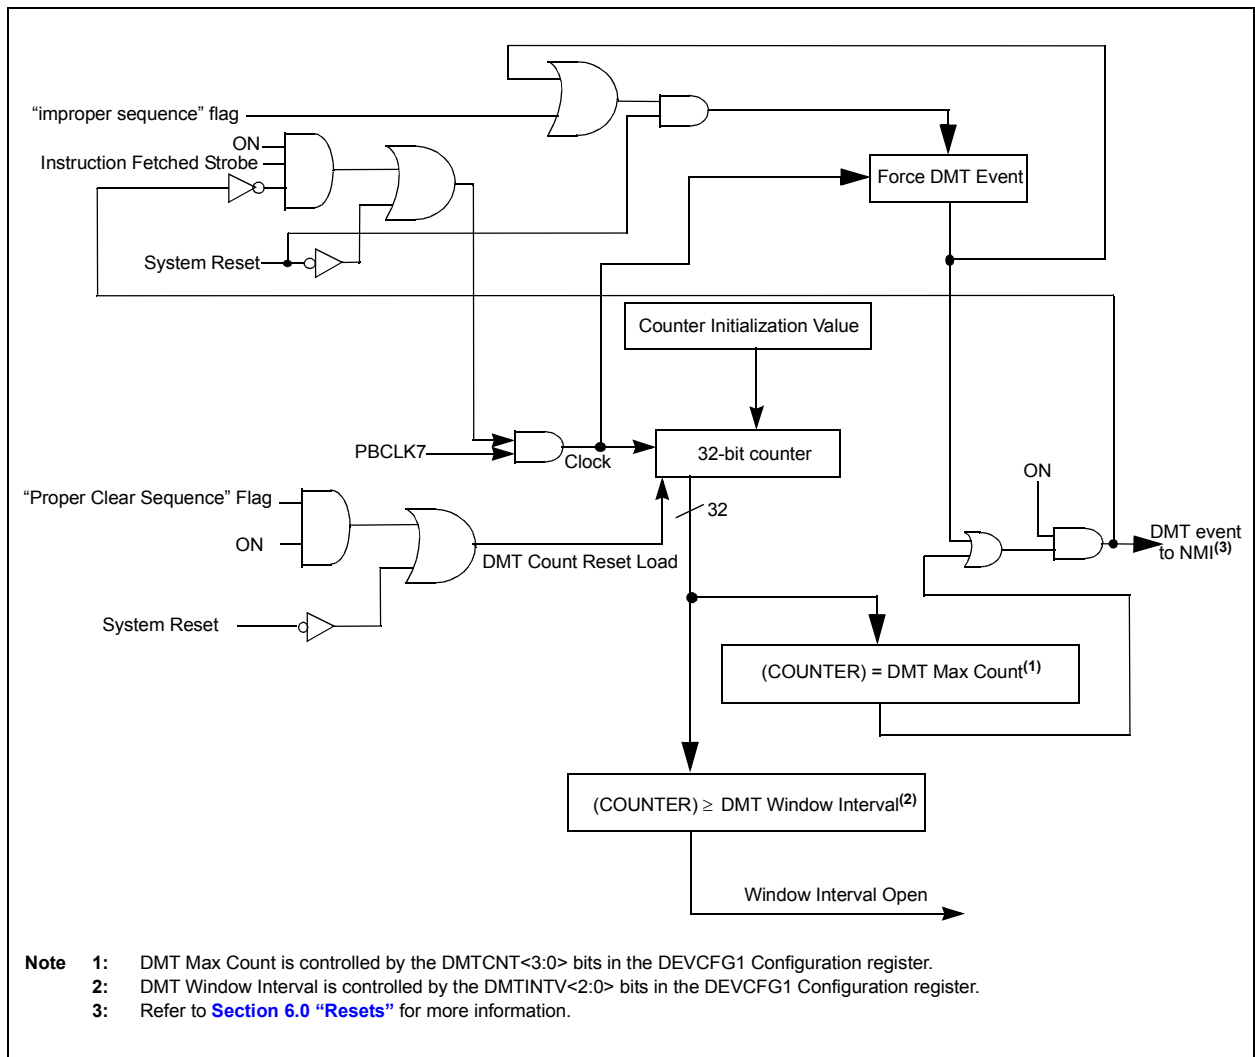 “improper sequence” flag
ON
Instruction Fetched Strobe
Force DMT Event
System Reset
Counter Initialization Value
PBCLK7
Clock
32-bit counter
“Proper Clear Sequence” Flag
ON
32
ON
DMT event
to NMI(3)
DMT Count Reset Load
System Reset
(COUNTER) = DMT Max Count(1)
(COUNTER) ≥ DMT Window Interval(2)
Window Interval Open
Note 1: DMT Max Count is controlled by the DMTCNT<3:0> bits in the DEVCFG1 Configuration register.
2: DMT Window Interval is controlled by the DMTINTV<2:0> bits in the DEVCFG1 Configuration register.
3: Refer to Section 6.0 “Resets” for more information.